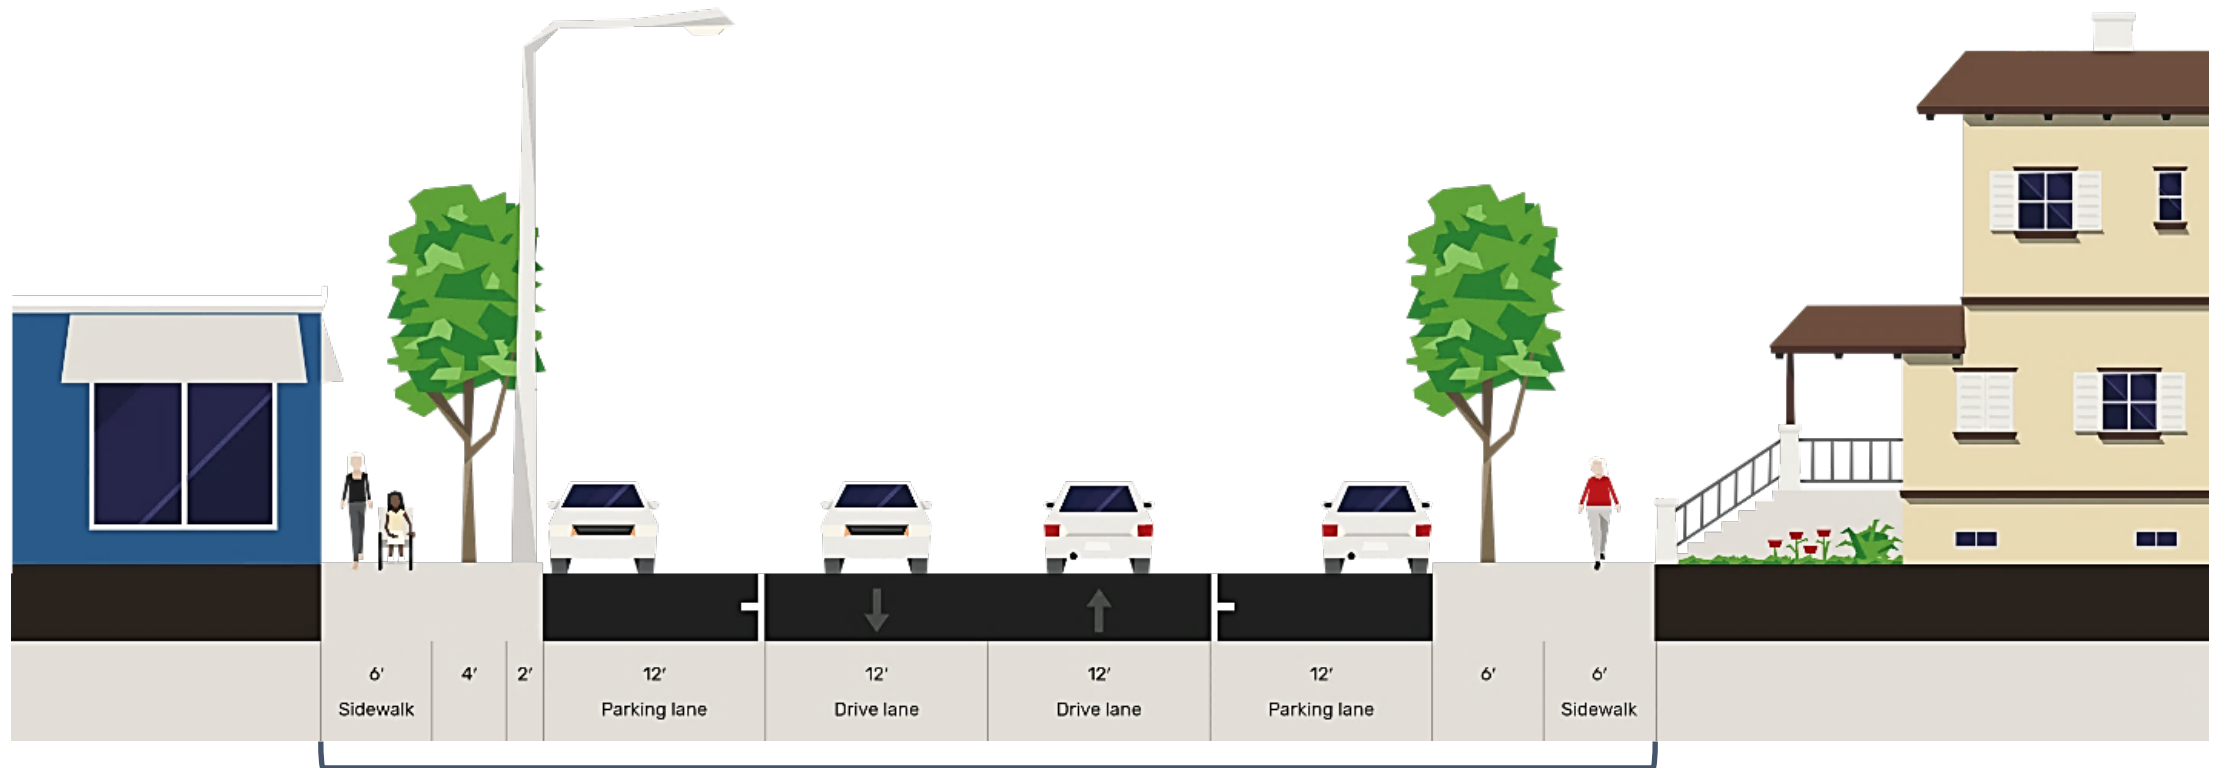 6' 4' 2' 12' 12' 12' 12' 6' 6'
Sidewalk Parking lane Drive lane Drive lane Parking lane Sidewalk